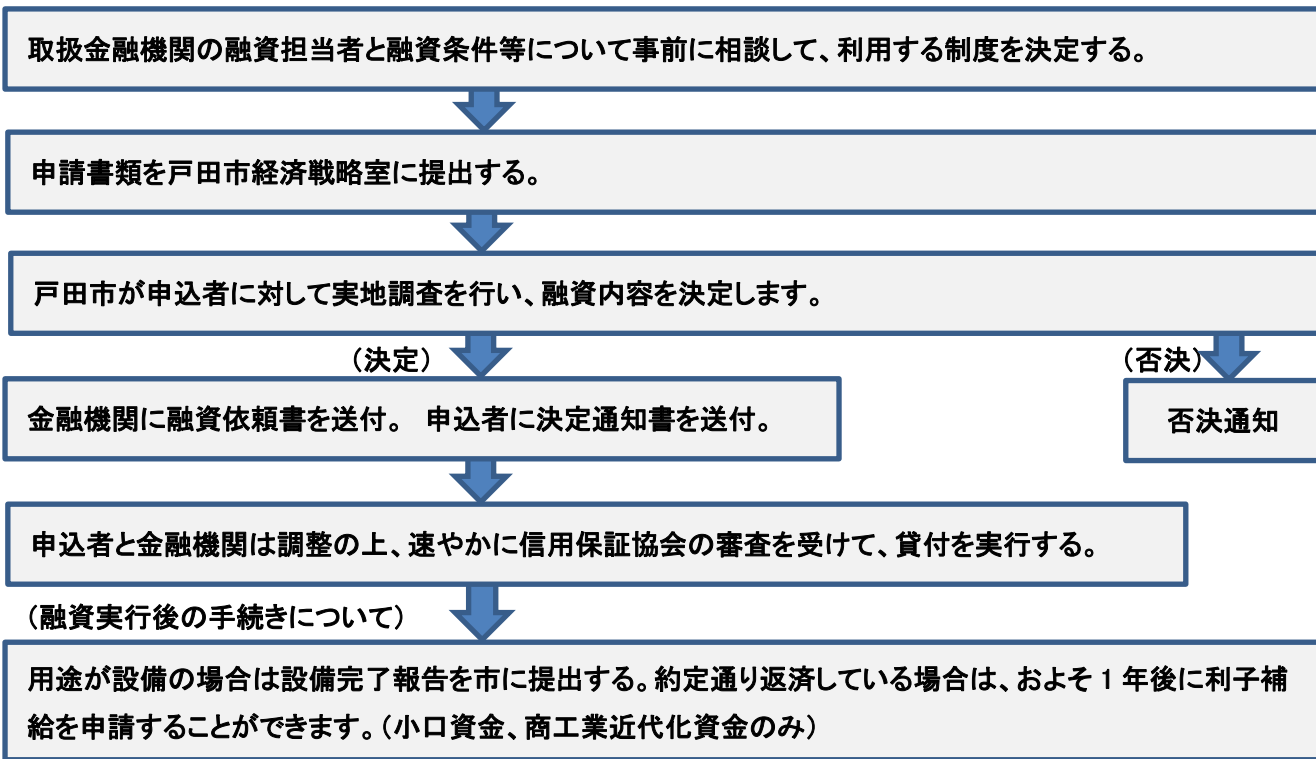 取扱金融機関の融資担当者と融資条件等について事前に相談して、利用する制度を決定する。
申請書類を戸田市経済戦略室に提出する。
戸田市が申込者に対して実地調査を行い、融資内容を決定します。
（決定）
（否決）
金融機関に融資依頼書を送付。 申込者に決定通知書を送付。
否決通知
申込者と金融機関は調整の上、速やかに信用保証協会の審査を受けて、貸付を実行する。
（融資実行後の手続きについて）
用途が設備の場合は設備完了報告を市に提出する。約定通り返済している場合は、およそ 1 年後に利子補
給を申請することができます。（小口資金、商工業近代化資金のみ）